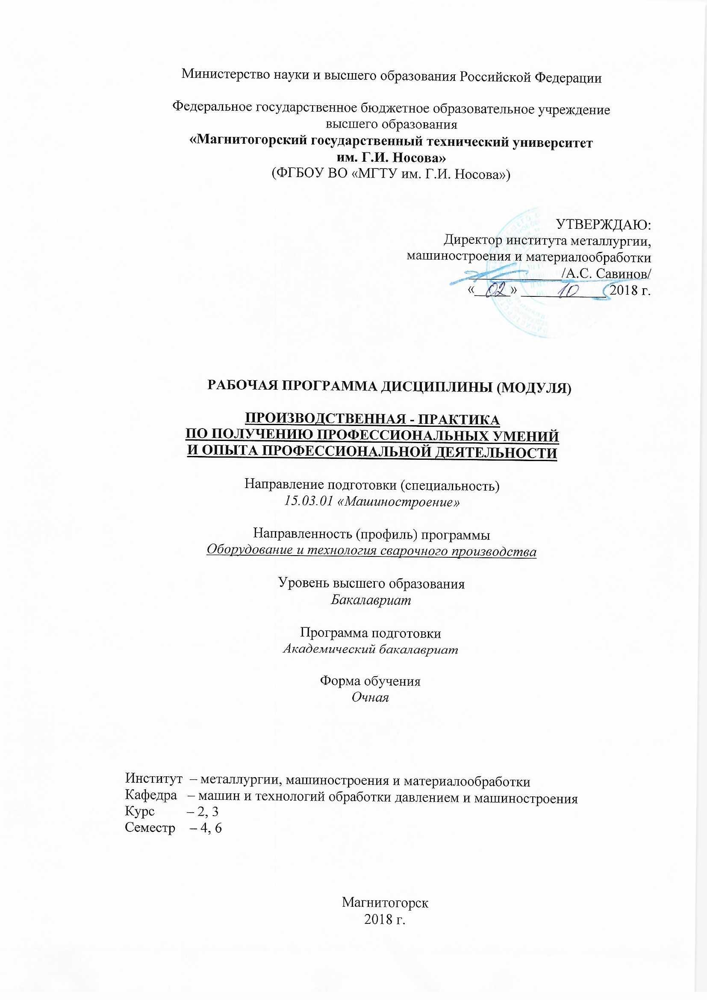 Министерство науки и высшего образования Российской Федерации
Федеральное государственное бюджетное образовательное учреждение
высшего образования
«Магнитогорский государственный технический университет
им. Г.И. Носова»
(ФГБОУ ВО «МГТУ им. Г.И. Носова»)
УТВЕРЖДАЮ:
Директор института металлургии,
машиностроения и материалообработки
/А.С. Савинов/
« 02 » 10 2018 г.
РАБОЧАЯ ПРОГРАММА ДИСЦИПЛИНЫ (МОДУЛЯ)
ПРОИЗВОДСТВЕННАЯ - ПРАКТИКА
ПО ПОЛУЧЕНИЮ ПРОФЕССИОНАЛЬНЫХ УМЕНИЙ
И ОПЫТА ПРОФЕССИОНАЛЬНОЙ ДЕЯТЕЛЬНОСТИ
Направление подготовки (специальность)
15.03.01 «Машиностроение»
Направленность (профиль) программы
Оборудование и технология сварочного производства
Уровень высшего образования
Бакалавриат
Программа подготовки
Академический бакалавриат
Форма обучения
Очная
Институт – металлургии, машиностроения и материалообработки
Кафедра – машин и технологий обработки давлением и машиностроения
Курс – 2, 3
Семестр – 4, 6
Магнитогорск
2018 г.